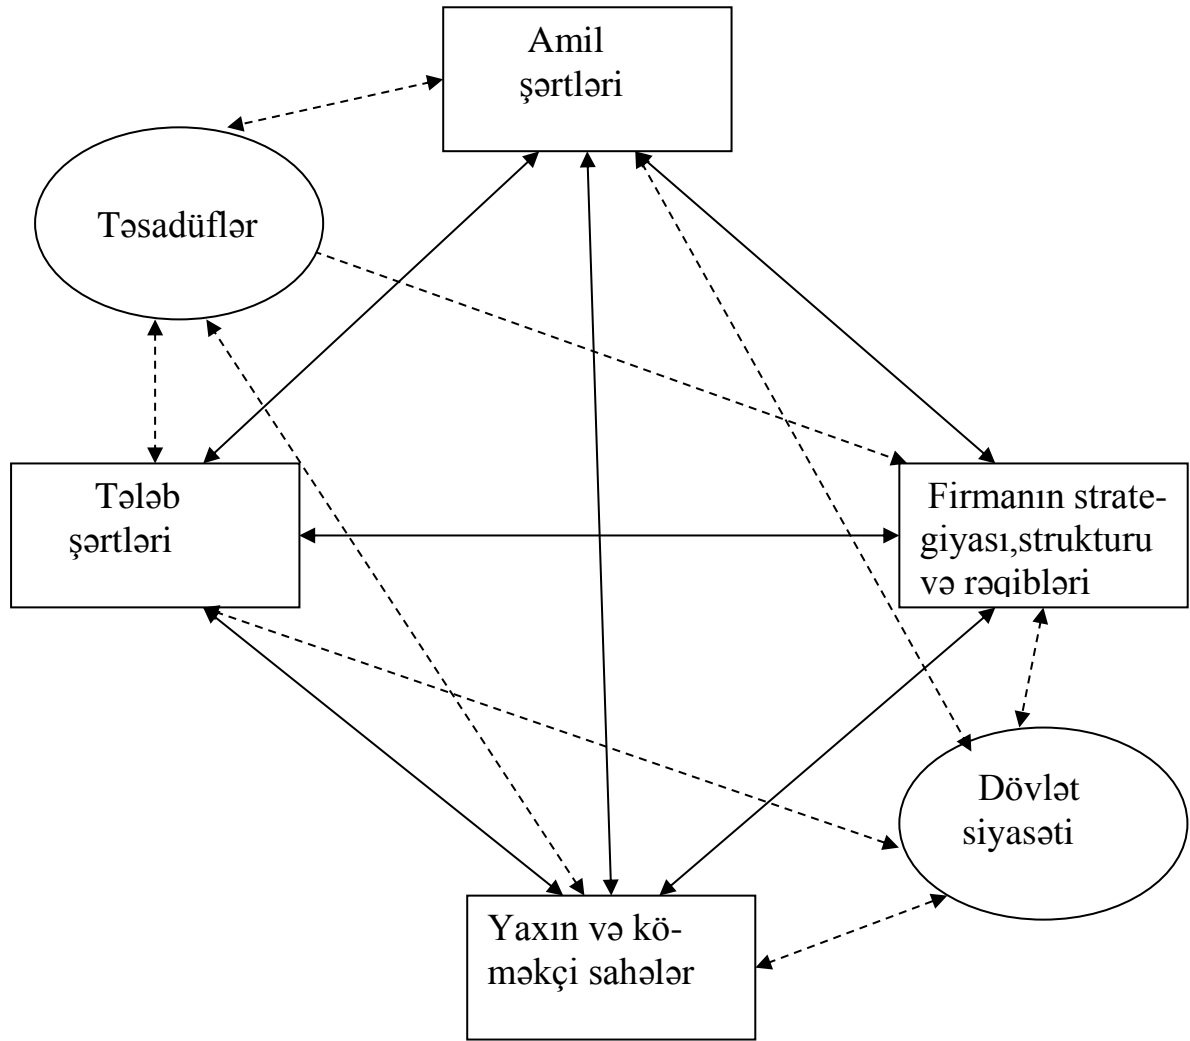 Amil
şərtləri
Təsadüflər
Tələb
şərtləri
Firmanın strate-
giyası,strukturu
və rəqibləri
Dövlət
siyasəti
Yaxın və kö-
məkçi sahələr